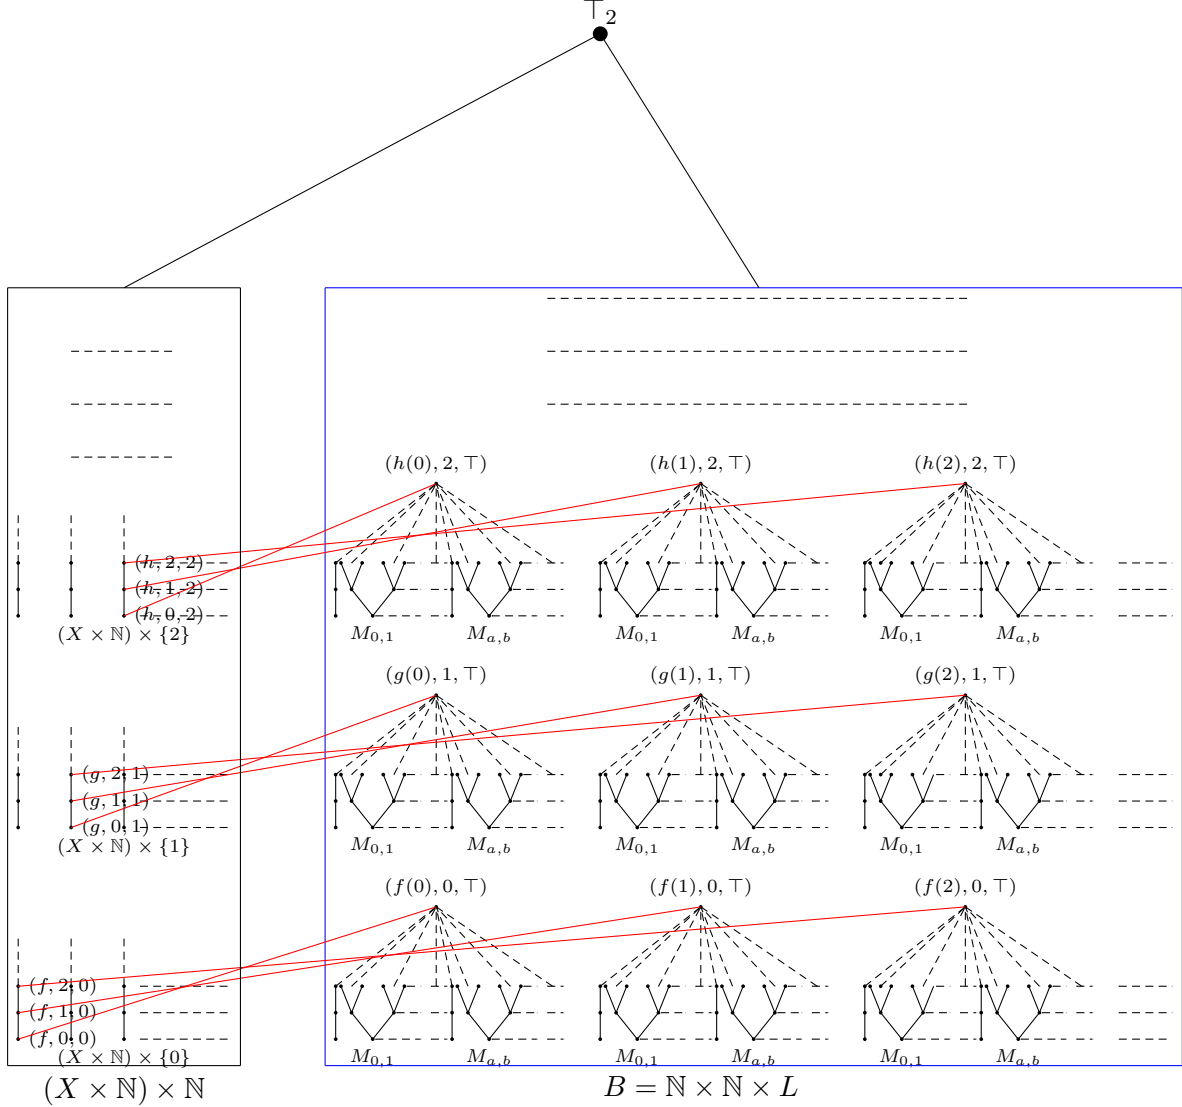 ⊤₂
(h(0), 2, ⊤) (h(1), 2, ⊤) (h(2), 2, ⊤)
(h, 2, 2)
(h, 1, 2)
(h, 0, 2)
(X × ℕ) × {2} M₀,₁ Mₐ,b M₀,₁ Mₐ,b M₀,₁ Mₐ,b
(g(0), 1, ⊤) (g(1), 1, ⊤) (g(2), 1, ⊤)
(g, 2, 1)
(g, 1, 1)
(g, 0, 1)
(X × ℕ) × {1} M₀,₁ Mₐ,b M₀,₁ Mₐ,b M₀,₁ Mₐ,b
(f(0), 0, ⊤) (f(1), 0, ⊤) (f(2), 0, ⊤)
(f, 2, 0)
(f, 1, 0)
(f, 0, 0)
(X × ℕ) × {0} M₀,₁ Mₐ,b M₀,₁ Mₐ,b M₀,₁ Mₐ,b
(X × ℕ) × ℕ B = ℕ × ℕ × L